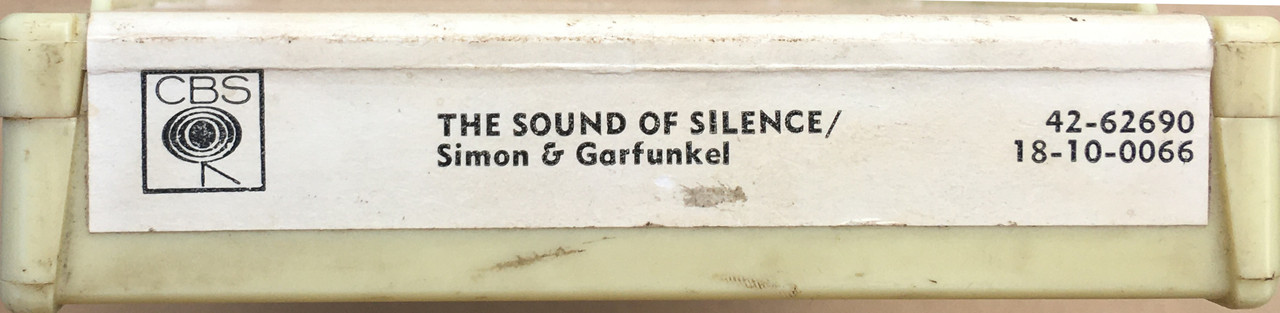 CBS
THE SOUND OF SILENCE/
Simon & Garfunkel
42-62690
18-10-0066